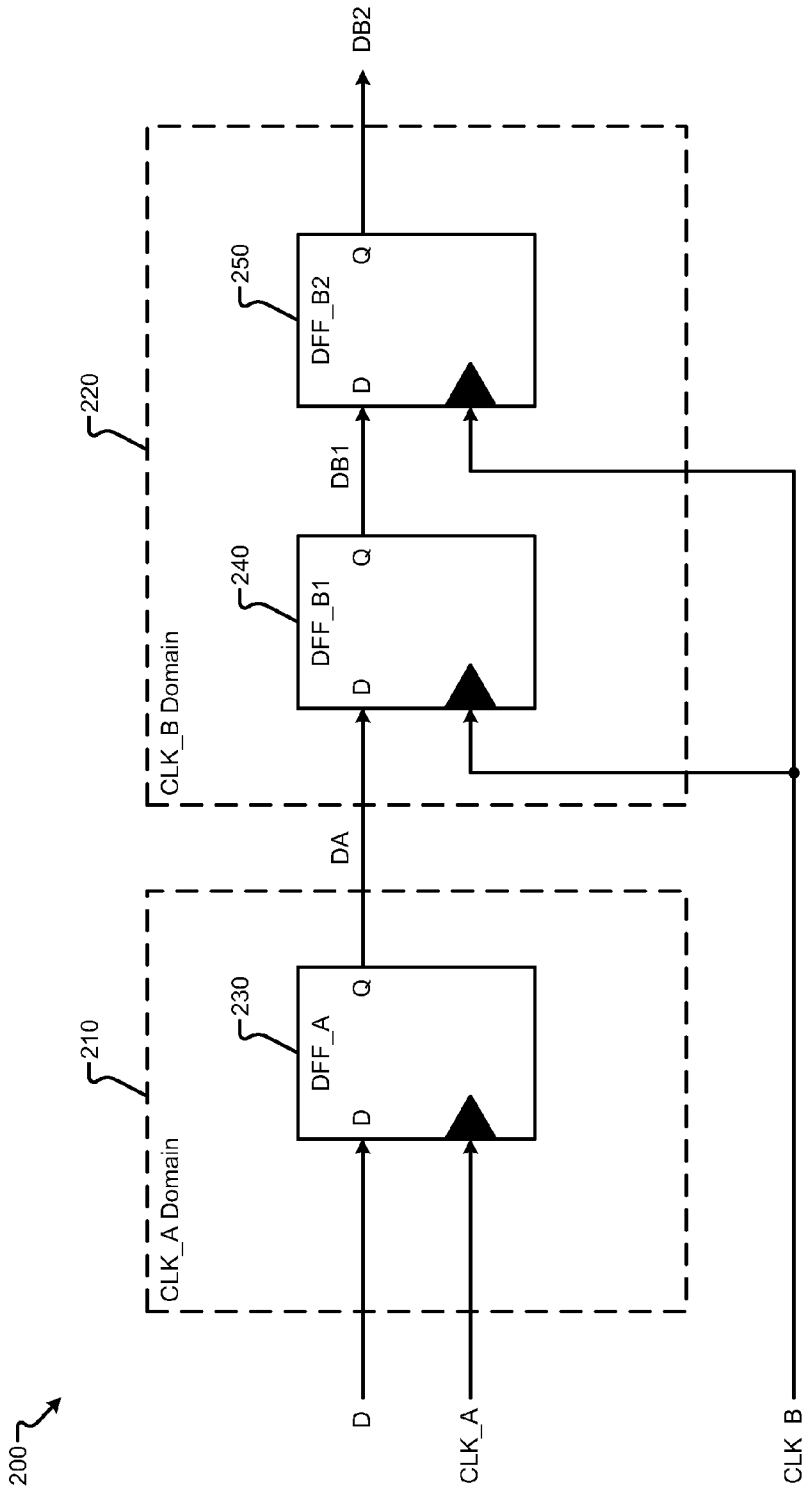 200
210
CLK_A Domain
230
DFF_A
D
Q
D
CLK_A
DA
220
CLK_B Domain
240
DFF_B1
D
Q
DB1
250
DFF_B2
D
Q
DB2
CLK_B